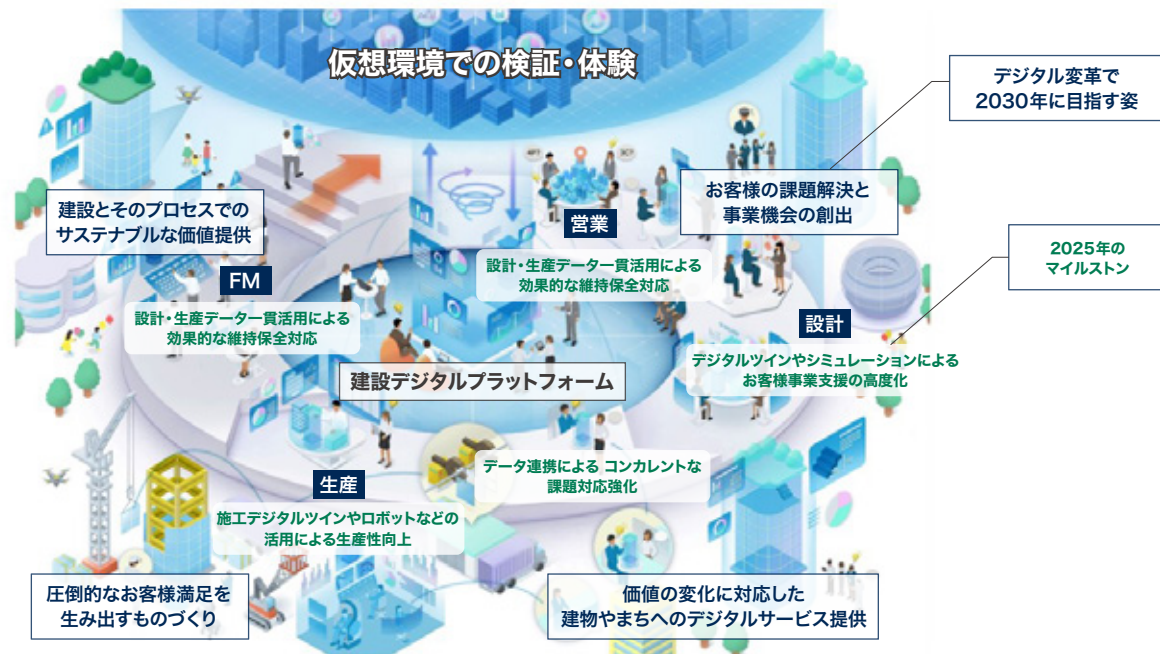 仮想環境での検証・体験
デジタル変革で
2030年に目指す姿
お客様の課題解決と
事業機会の創出
建設とそのプロセスでの
サステナブルな価値提供
営業
2025年の
マイルストン
設計・生産データ一貫活用による
効果的な維持保全対応
FM
設計・生産データ一貫活用による
効果的な維持保全対応
設計
デジタルツインやシミュレーションによる
お客様事業支援の高度化
建設デジタルプラットフォーム
データ連携による コンカレントな
課題対応強化
生産
施工デジタルツインやロボットなどの
活用による生産性向上
圧倒的なお客様満足を
生み出すものづくり
価値の変化に対応した
建物やまちへのデジタルサービス提供